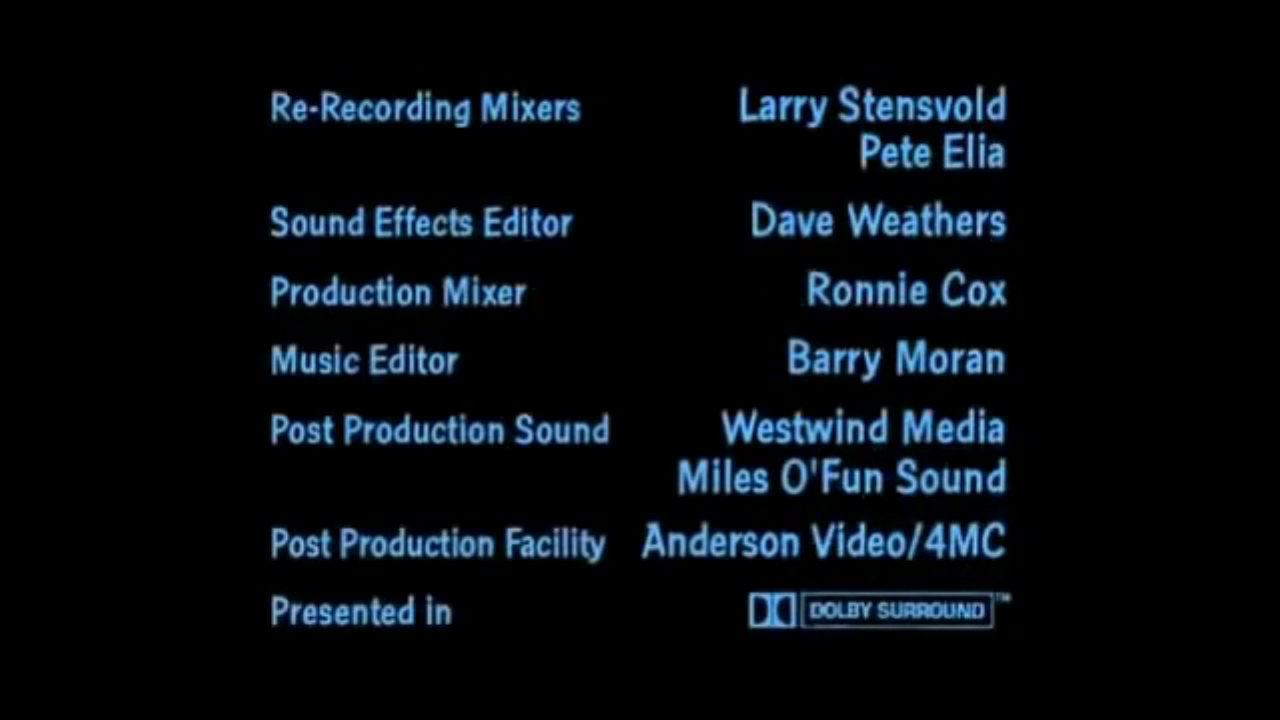 Re-Recording Mixers Larry Stensvold
Pete Elia
Sound Effects Editor Dave Weathers
Production Mixer Ronnie Cox
Music Editor Barry Moran
Post Production Sound Westwind Media
Miles O'Fun Sound
Post Production Facility Anderson Video/4MC
Presented in DOLBY SURROUND™